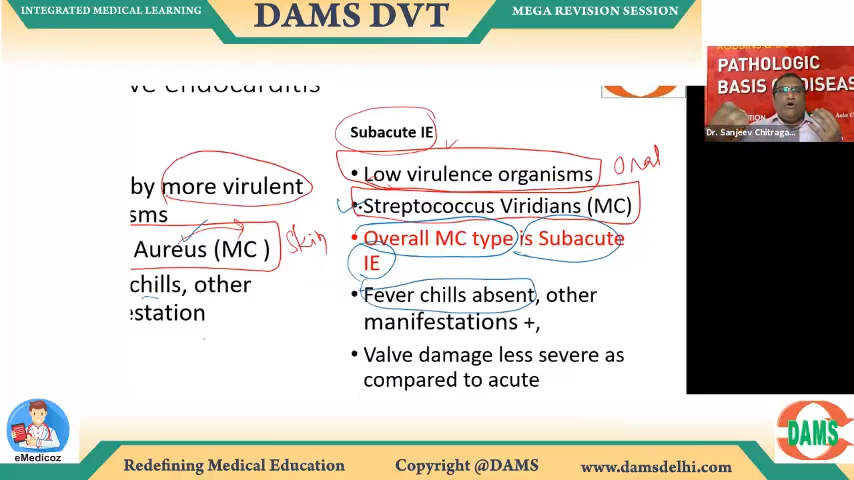 INTEGRATED MEDICAL LEARNING
DAMS DVT
MEGA REVISION SESSION
ve endocarditis
PATHOLOGIC
BASIS OF DISEAS
Dr. Sanjeev Chitraga...
by more virulent
sms
Aureus (MC )
Skin
chills, other
estation
Subacute IE
• Low virulence organisms
oral
• Streptococcus Viridians (MC)
• Overall MC type is Subacute
IE
• Fever chills absent, other
manifestations +,
• Valve damage less severe as
compared to acute
eMedicoz
DAMS
Redefining Medical Education
Copyright @DAMS
www.damsdelhi.com